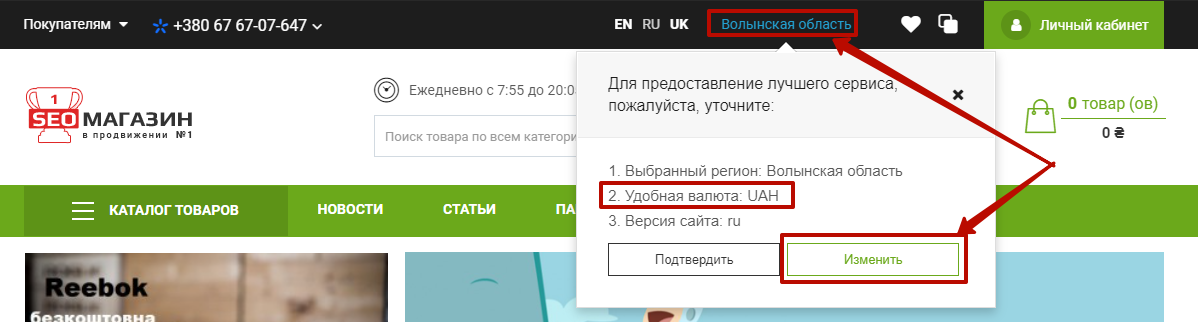 Покупателям
+380 67 67-07-647
EN RU UK
Волынская область
Личный кабинет
1
SEO МАГАЗИН
в продвижении №1
Ежедневно с 7:55 до 20:0
Поиск товара по всем категори
Для предоставление лучшего сервиса,
пожалуйста, уточните:
0 товар (ов)
0 ₴
1. Выбранный регион: Волынская область
2. Удобная валюта: UAH
3. Версия сайта: ru
Подтвердить
Изменить
КАТАЛОГ ТОВАРОВ
НОВОСТИ
СТАТЬИ
ПА
Reebok
безкоштовна